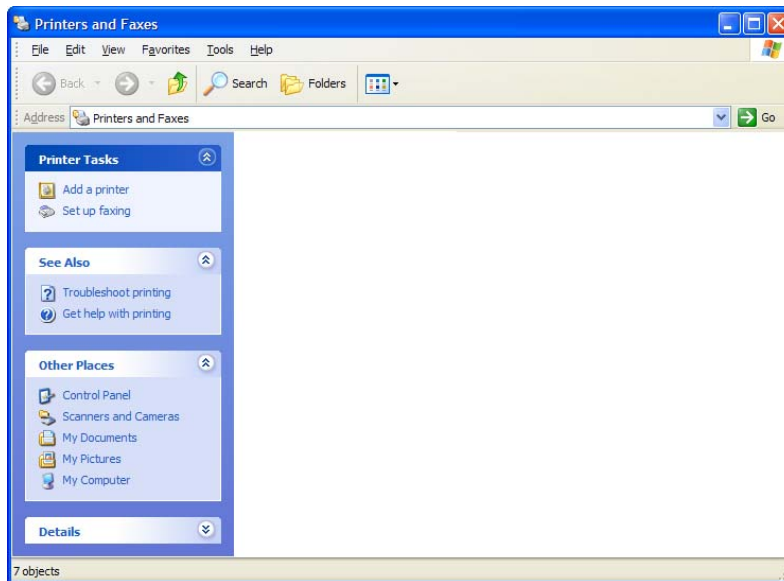 Printers and Faxes
File Edit View Favorites Tools Help
Back Search Folders
Address Printers and Faxes Go
Printer Tasks
Add a printer
Set up faxing
See Also
Troubleshoot printing
Get help with printing
Other Places
Control Panel
Scanners and Cameras
My Documents
My Pictures
My Computer
Details
7 objects